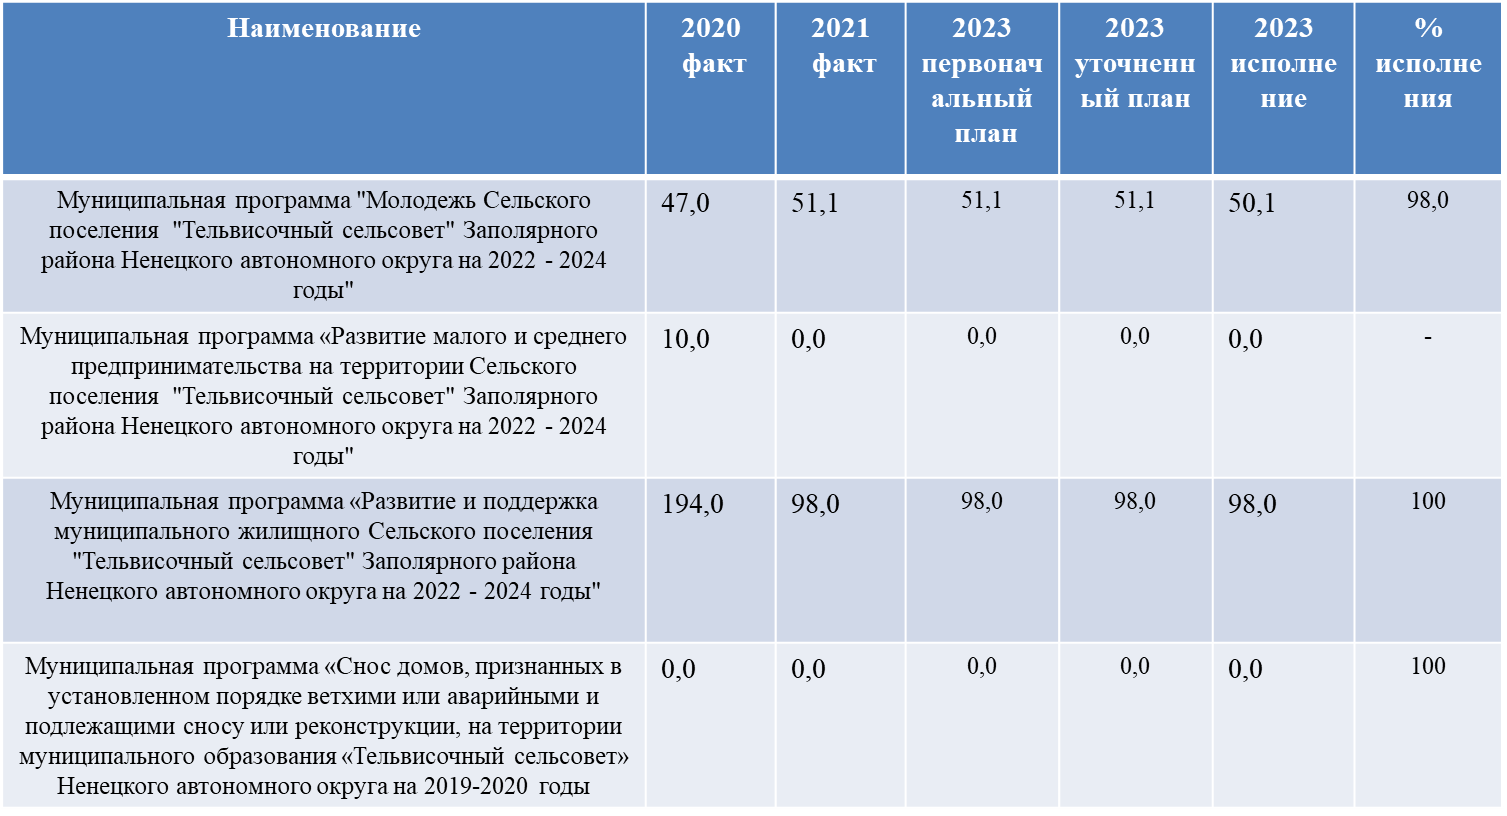 Наименование
2020
факт
2021
факт
2023
первонач
альный
план
2023
уточненн
ый план
2023
исполне
ние
%
исполне
ния
Муниципальная программа "Молодежь Сельского
поселения "Тельвисочный сельсовет" Заполярного
района Ненецкого автономного округа на 2022 - 2024
годы"
47,0
51,1
51,1
51,1
50,1
98,0
Муниципальная программа «Развитие малого и среднего
предпринимательства на территории Сельского
поселения "Тельвисочный сельсовет" Заполярного
района Ненецкого автономного округа на 2022 - 2024
годы"
10,0
0,0
0,0
0,0
0,0
-
Муниципальная программа «Развитие и поддержка
муниципального жилищного Сельского поселения
"Тельвисочный сельсовет" Заполярного района
Ненецкого автономного округа на 2022 - 2024 годы"
194,0
98,0
98,0
98,0
98,0
100
Муниципальная программа «Снос домов, признанных в
установленном порядке ветхими или аварийными и
подлежащими сносу или реконструкции, на территории
муниципального образования «Тельвисочный сельсовет»
Ненецкого автономного округа на 2019-2020 годы
0,0
0,0
0,0
0,0
0,0
100